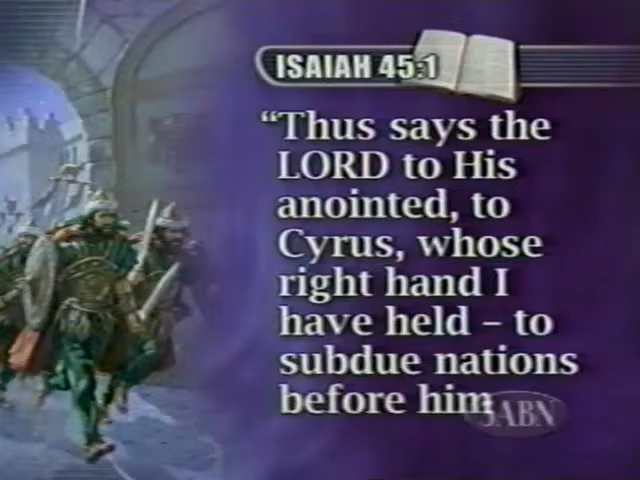 ISAIAH 45:1
“Thus says the
LORD to His
anointed, to
Cyrus, whose
right hand I
have held – to
subdue nations
before him
3ABN